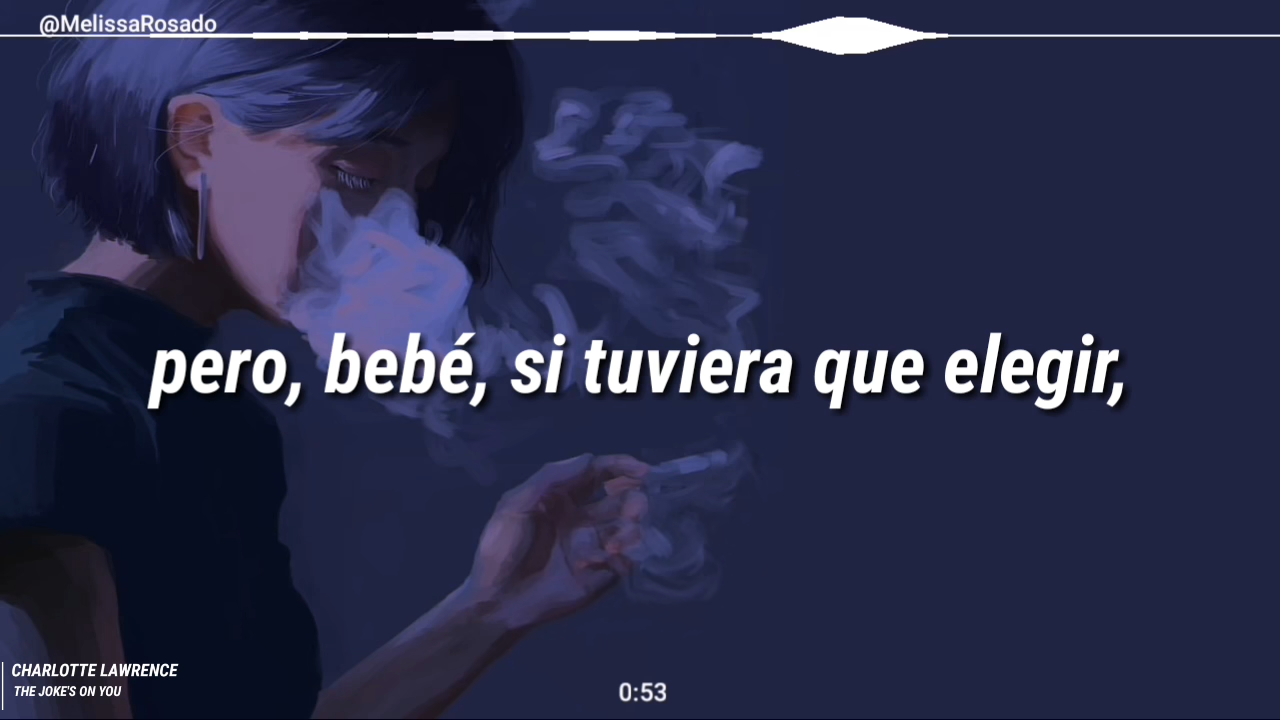 @MelissaRosado
pero, bebé, si tuviera que elegir,
CHARLOTTE LAWRENCE
THE JOKE'S ON YOU
0:53